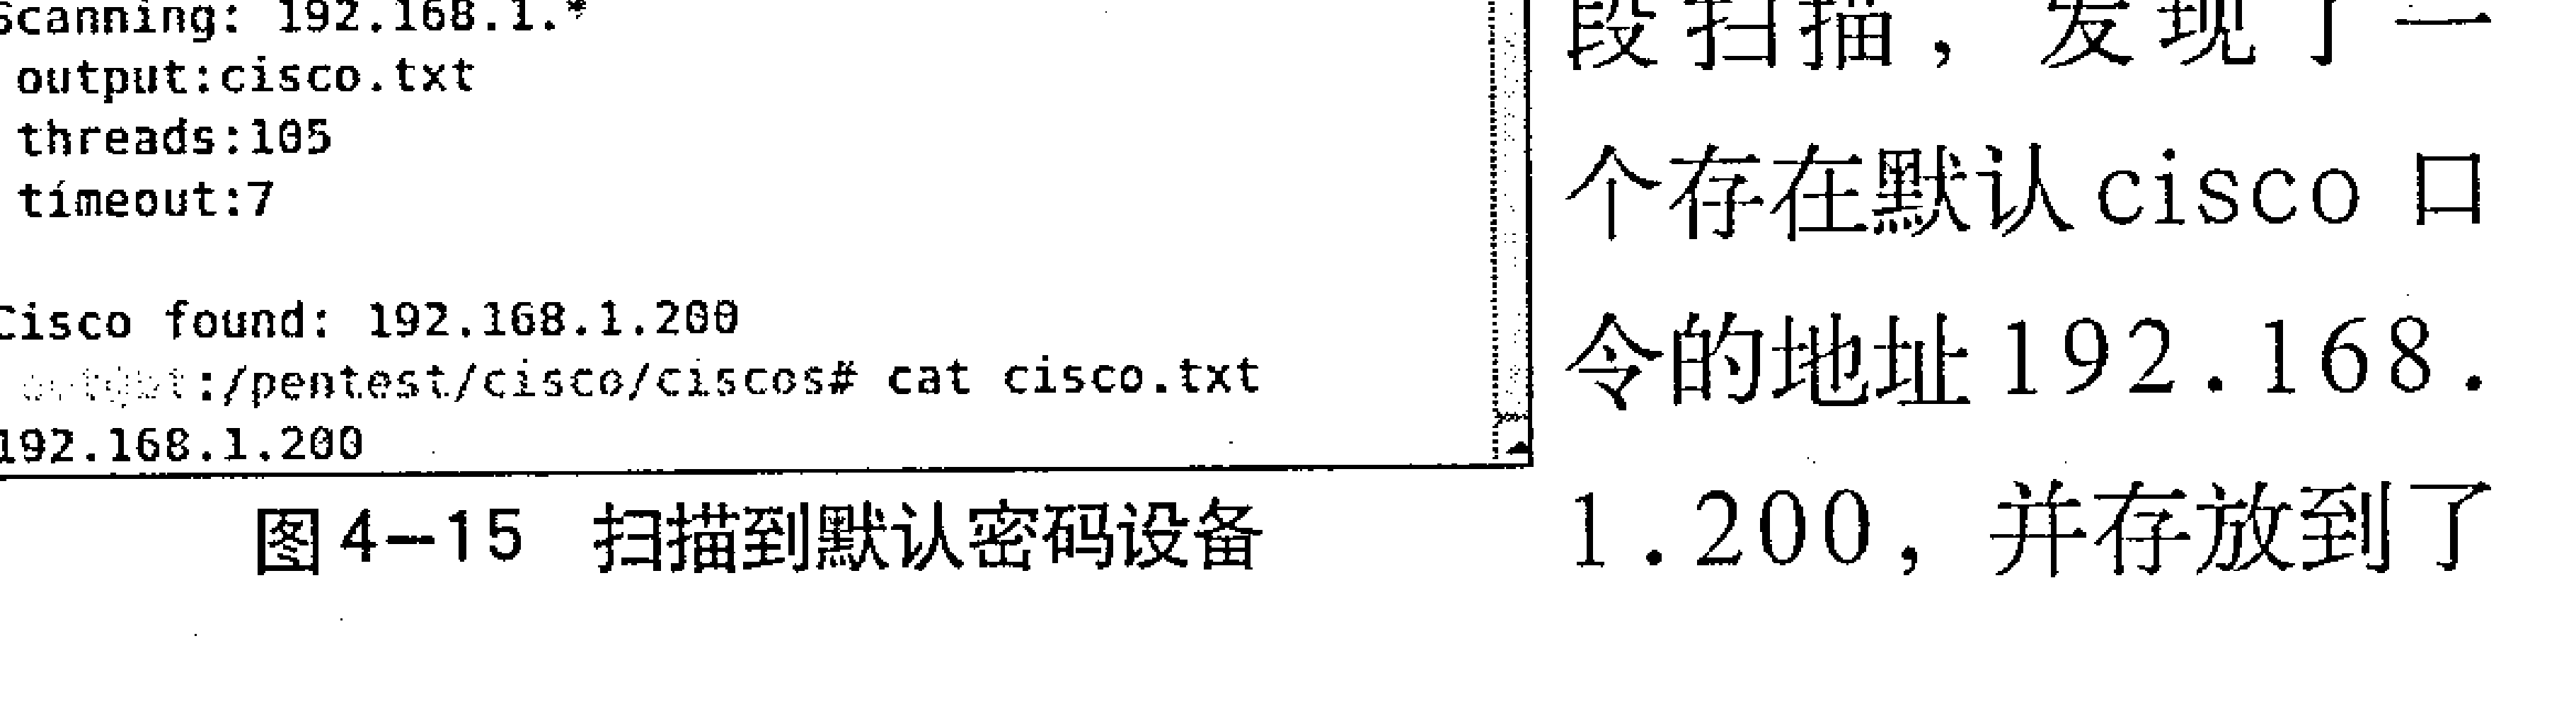 Scanning: 192.168.1.*
output:cisco.txt
threads:105
timeout:7
Cisco found: 192.168.1.200
:/pentest/cisco/ciscos# cat cisco.txt
192.168.1.200
图4-15 扫描到默认密码设备
段扫描，发现了一
个存在默认cisco 口
令的地址192.168.
1.200，并存放到了